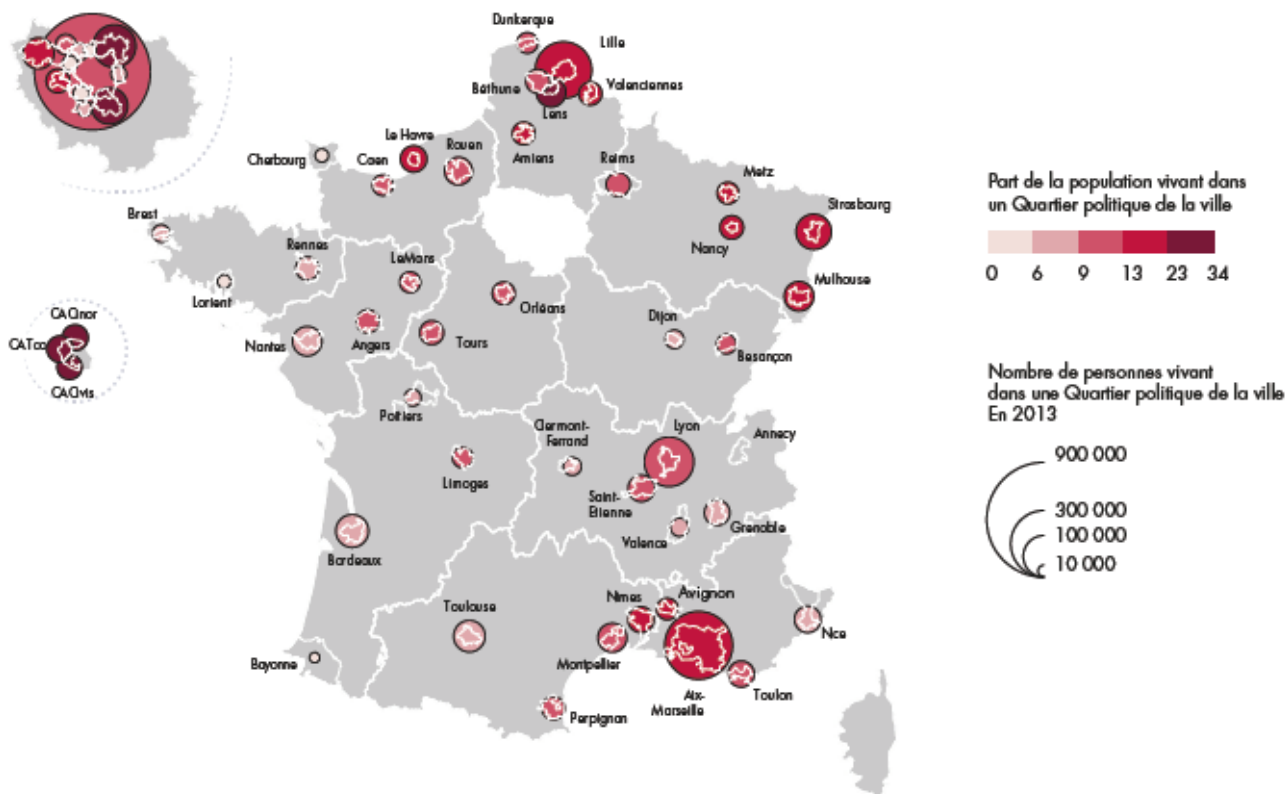 Dunkerque
Lille
Béthune
Valenciennes
Lens
Le Havre
Rouen
Amiens
Cherbourg
Caen
Reims
Metz
Strasbourg
Nancy
Brest
Rennes
Le Mans
Mulhouse
Lorient
Orléans
Dijon
CACInor
CATco
CACIvis
Nantes
Angers
Tours
Besançon
Poitiers
Clermont-
Ferrand
Lyon
Annecy
Limoges
Saint-
Etienne
Valence
Grenoble
Bordeaux
Toulouse
Nîmes
Avignon
Nice
Bayonne
Montpellier
Toulon
Aix-
Marseille
Perpignan
Part de la population vivant dans
un Quartier politique de la ville
0 6 9 13 23 34
Nombre de personnes vivant
dans une Quartier politique de la ville
En 2013
900 000
300 000
100 000
10 000